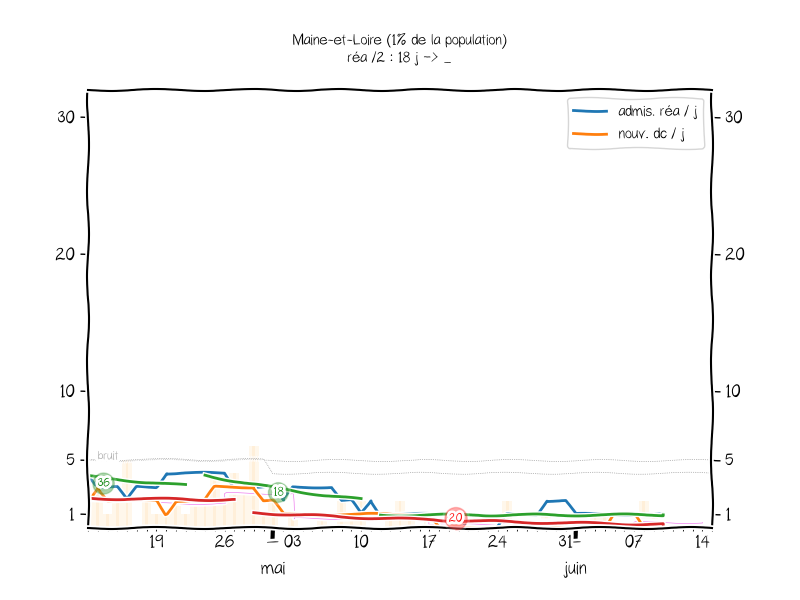 Maine-et-Loire (1% de la population)
réa /2 : 18 j -> _
admis. réa / j
nouv. dc / j
30
30
20
20
10
10
5
5
1
1
bruit
36
18
20
19 26 03 10 17 24 31 07 14
mai juin